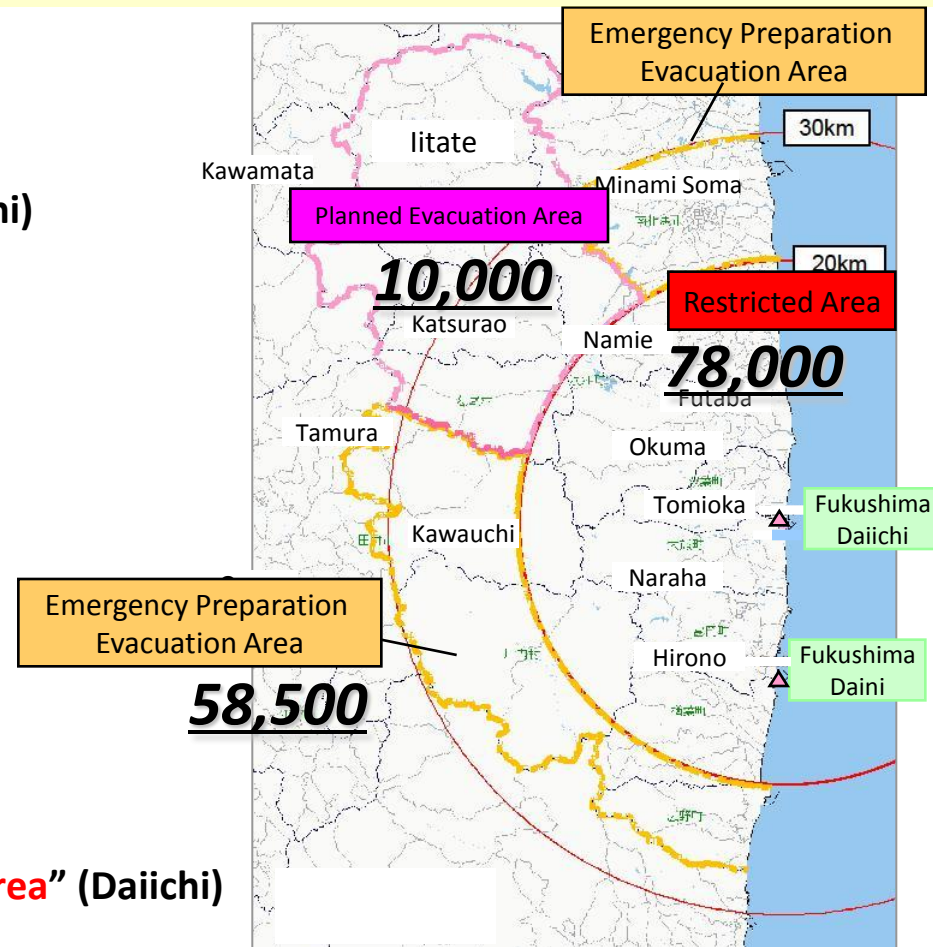 Emergency Preparation
Evacuation Area
30km
Iitate
Kawamata
Minami Soma
hi)
Planned Evacuation Area
20km
10,000
Restricted Area
Katsurao
Namie
78,000
Futaba
Tamura
Okuma
Tomioka
Fukushima
Daiichi
Kawauchi
Naraha
Emergency Preparation
Evacuation Area
Hirono
Fukushima
Daini
58,500
rea” (Daiichi)